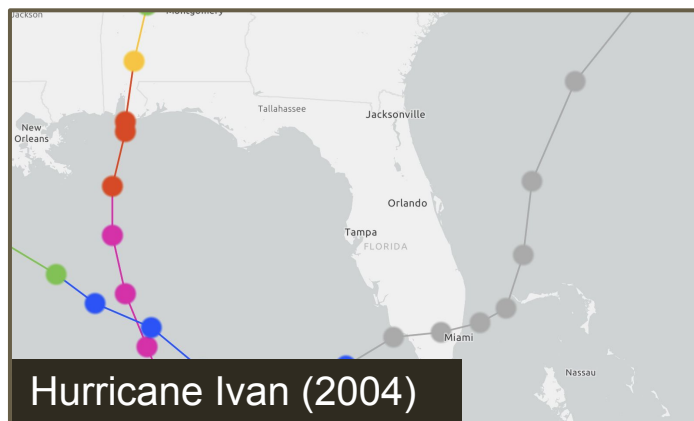 Jackson
Montgomery
New
Orleans
Tallahassee
Jacksonville
Orlando
Tampa
FLORIDA
Miami
Nassau
Hurricane Ivan (2004)